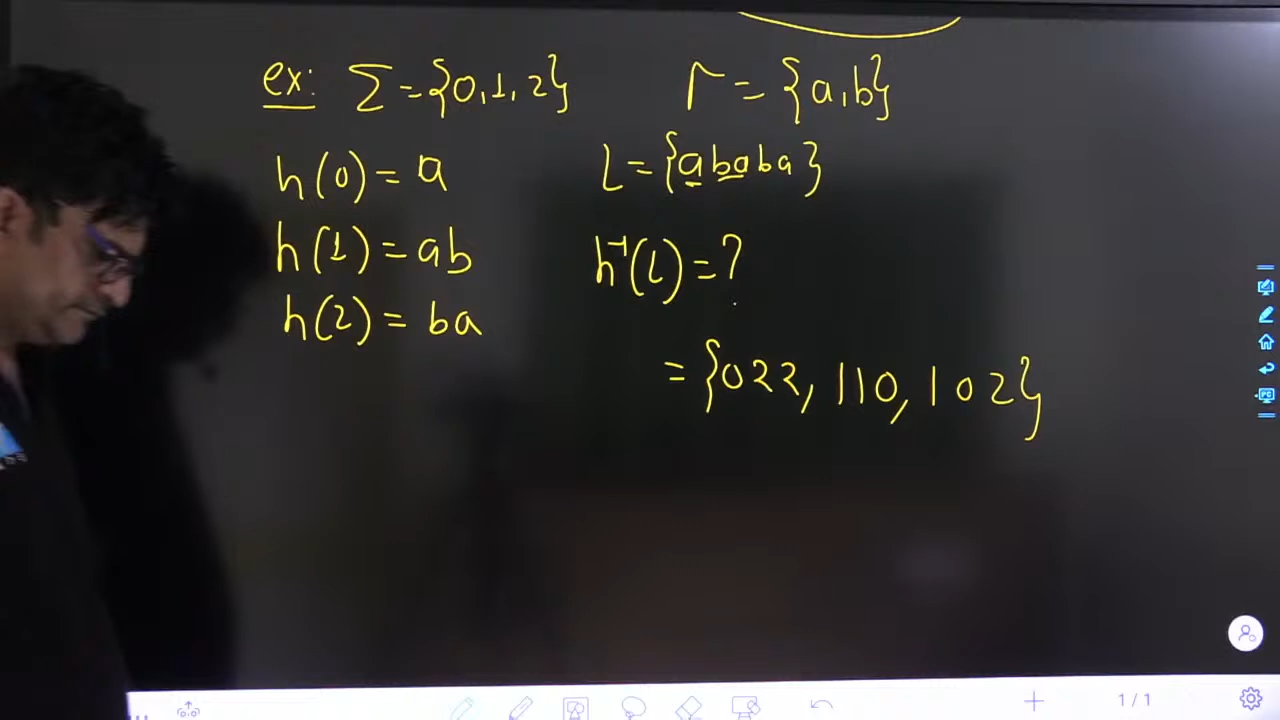 ex: Σ = {0,1,2} Γ = {a,b}
h(0) = a L = {ababa}
h(1) = ab h⁻¹(L) = ?
h(2) = ba
= {022, 110, 102}
1/1